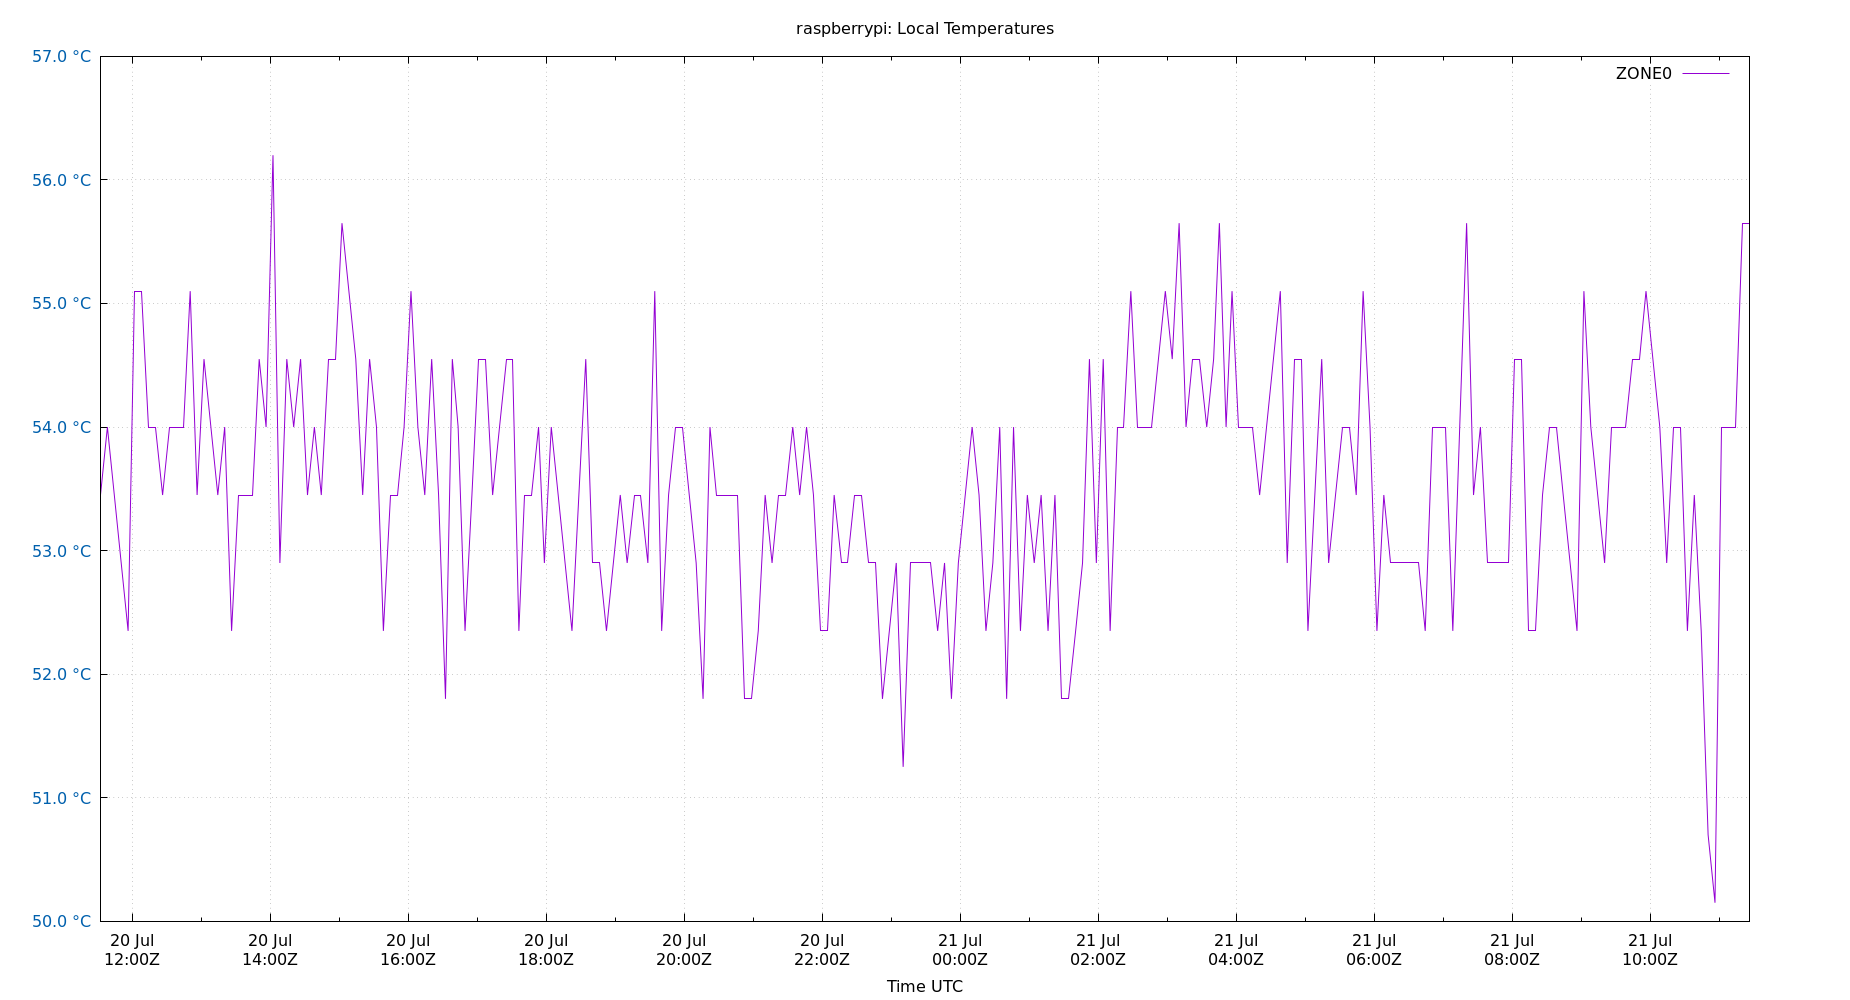 raspberrypi: Local Temperatures
57.0 °C
ZONE0
56.0 °C
55.0 °C
54.0 °C
53.0 °C
52.0 °C
51.0 °C
50.0 °C
20 Jul 20 Jul 20 Jul 20 Jul 20 Jul 20 Jul 21 Jul 21 Jul 21 Jul 21 Jul 21 Jul 21 Jul
12:00Z 14:00Z 16:00Z 18:00Z 20:00Z 22:00Z 00:00Z 02:00Z 04:00Z 06:00Z 08:00Z 10:00Z
Time UTC